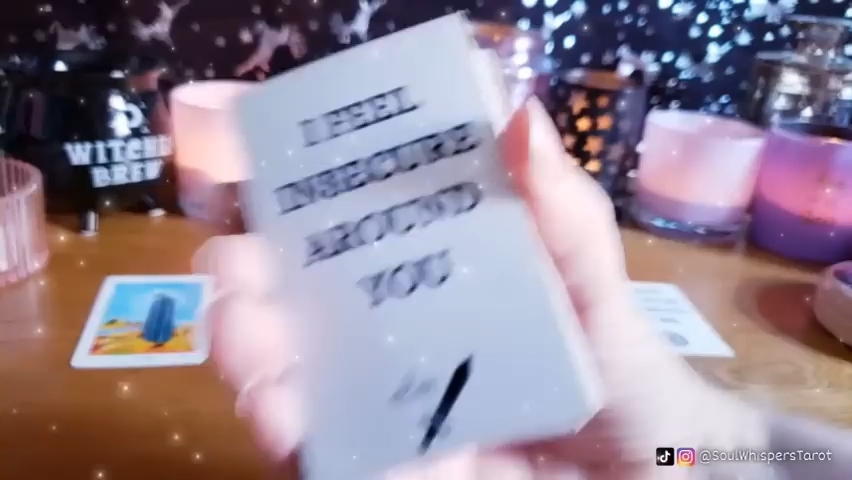 WITCHES
BREW
I FEEL
INSECURE
AROUND
YOU
@SoulWhispersTarot